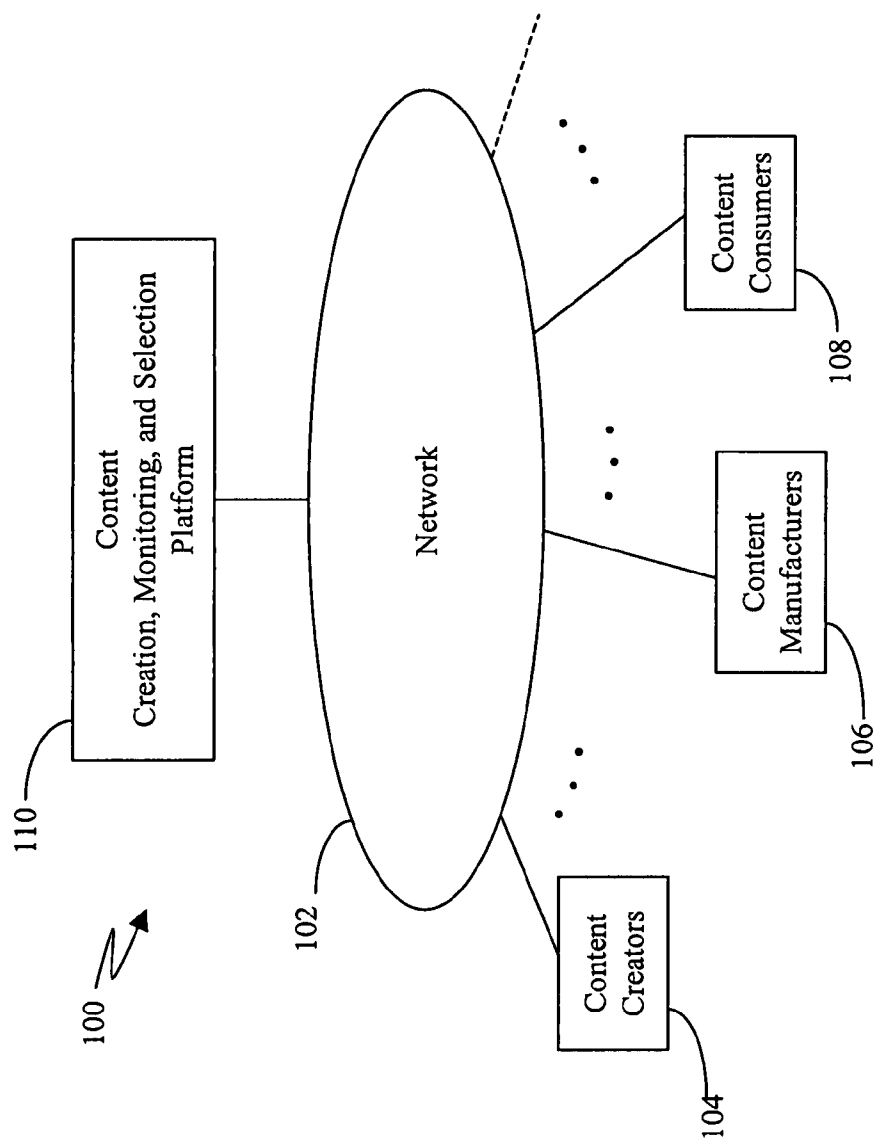 100
110
Content
Creation, Monitoring, and Selection
Platform
102
Network
Content
Creators
104
Content
Manufacturers
106
Content
Consumers
108